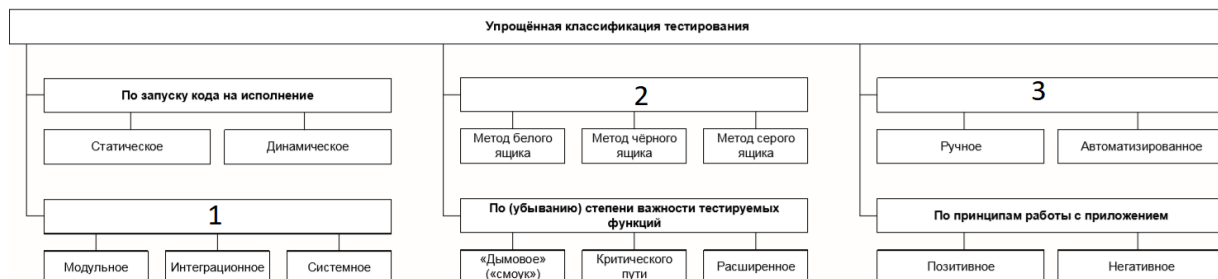 Упрощённая классификация тестирования
По запуску кода на исполнение
2
3
Статическое
Динамическое
Метод белого
ящика
Метод чёрного
ящика
Метод серого
ящика
Ручное
Автоматизированное
1
По (убыванию) степени важности тестируемых
функций
По принципам работы с приложением
Модульное
Интеграционное
Системное
«Дымовое»
(«смоук»)
Критического
пути
Расширенное
Позитивное
Негативное